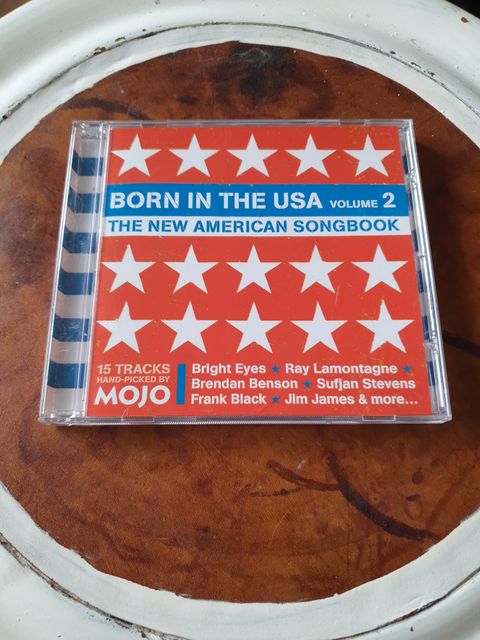 BORN IN THE USA VOLUME 2
THE NEW AMERICAN SONGBOOK
15 TRACKS
HAND-PICKED BY
MOJO
Bright Eyes ★ Ray Lamontagne ★
Brendan Benson ★ Sufjan Stevens
Frank Black ★ Jim James & more...